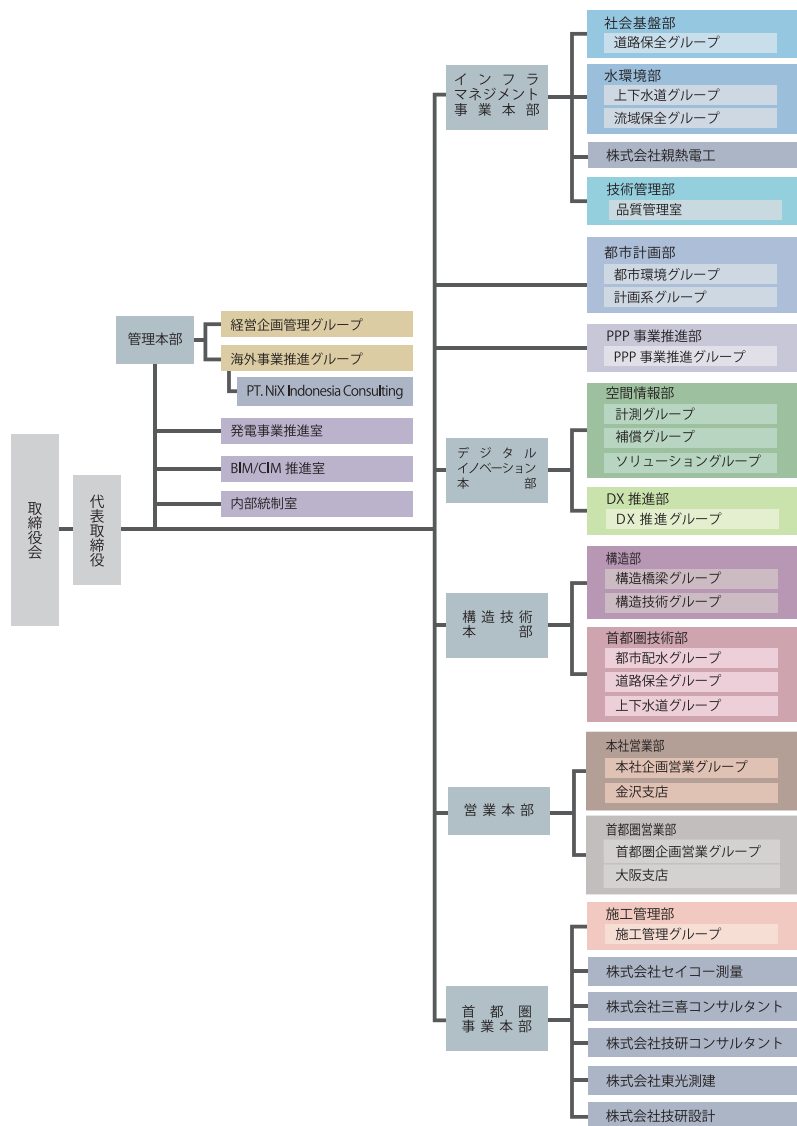 取締役会
代表取締役
管理本部
経営企画管理グループ
海外事業推進グループ
PT. NiX Indonesia Consulting
発電事業推進室
BIM/CIM 推進室
内部統制室
インフラ
マネジメント
事業本部
社会基盤部
道路保全グループ
水環境部
上下水道グループ
流域保全グループ
株式会社親熱電工
技術管理部
品質管理室
都市計画部
都市環境グループ
計画系グループ
PPP 事業推進部
PPP 事業推進グループ
デジタル
イノベーション
本部
空間情報部
計測グループ
補償グループ
ソリューショングループ
DX 推進部
DX 推進グループ
構造技術
本部
構造部
構造橋梁グループ
構造技術グループ
首都圏技術部
都市配水グループ
道路保全グループ
上下水道グループ
営業本部
本社営業部
本社企画営業グループ
金沢支店
首都圏営業部
首都圏企画営業グループ
大阪支店
首都圏
事業本部
施工管理部
施工管理グループ
株式会社セイコー測量
株式会社三喜コンサルタント
株式会社技研コンサルタント
株式会社東光測建
株式会社技研設計